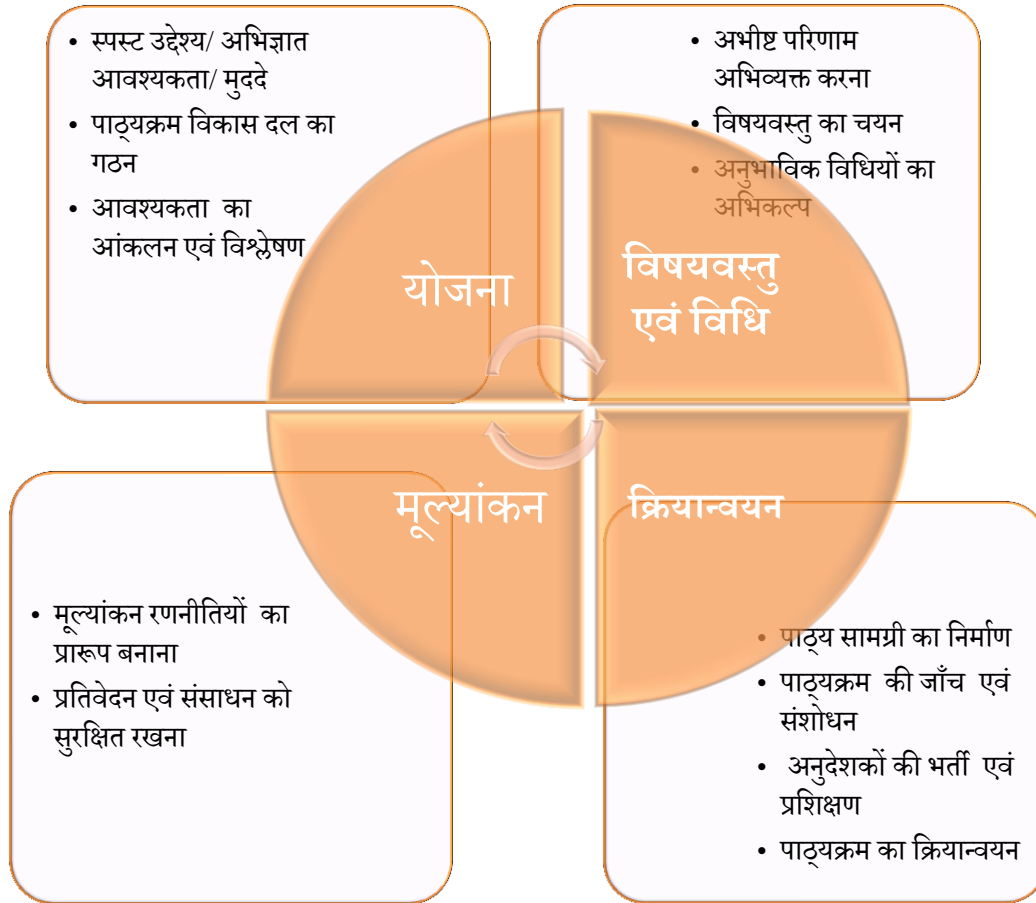 • स्पस्ट उद्देश्य/ अभिज्ञात
आवश्यकता/ मुददे
• पाठ्यक्रम विकास दल का
गठन
• आवश्यकता का
आंकलन एवं विश्लेषण
योजना
• अभीष्ट परिणाम
अभिव्यक्त करना
• विषयवस्तु का चयन
• अनुभाविक विधियों का
अभिकल्प
विषयवस्तु
एवं विधि
मूल्यांकन
• मूल्यांकन रणनीतियों का
प्रारूप बनाना
• प्रतिवेदन एवं संसाधन को
सुरक्षित रखना
क्रियान्वयन
• पाठ्य सामग्री का निर्माण
• पाठ्यक्रम की जाँच एवं
संशोधन
• अनुदेशकों की भर्ती एवं
प्रशिक्षण
• पाठ्यक्रम का क्रियान्वयन